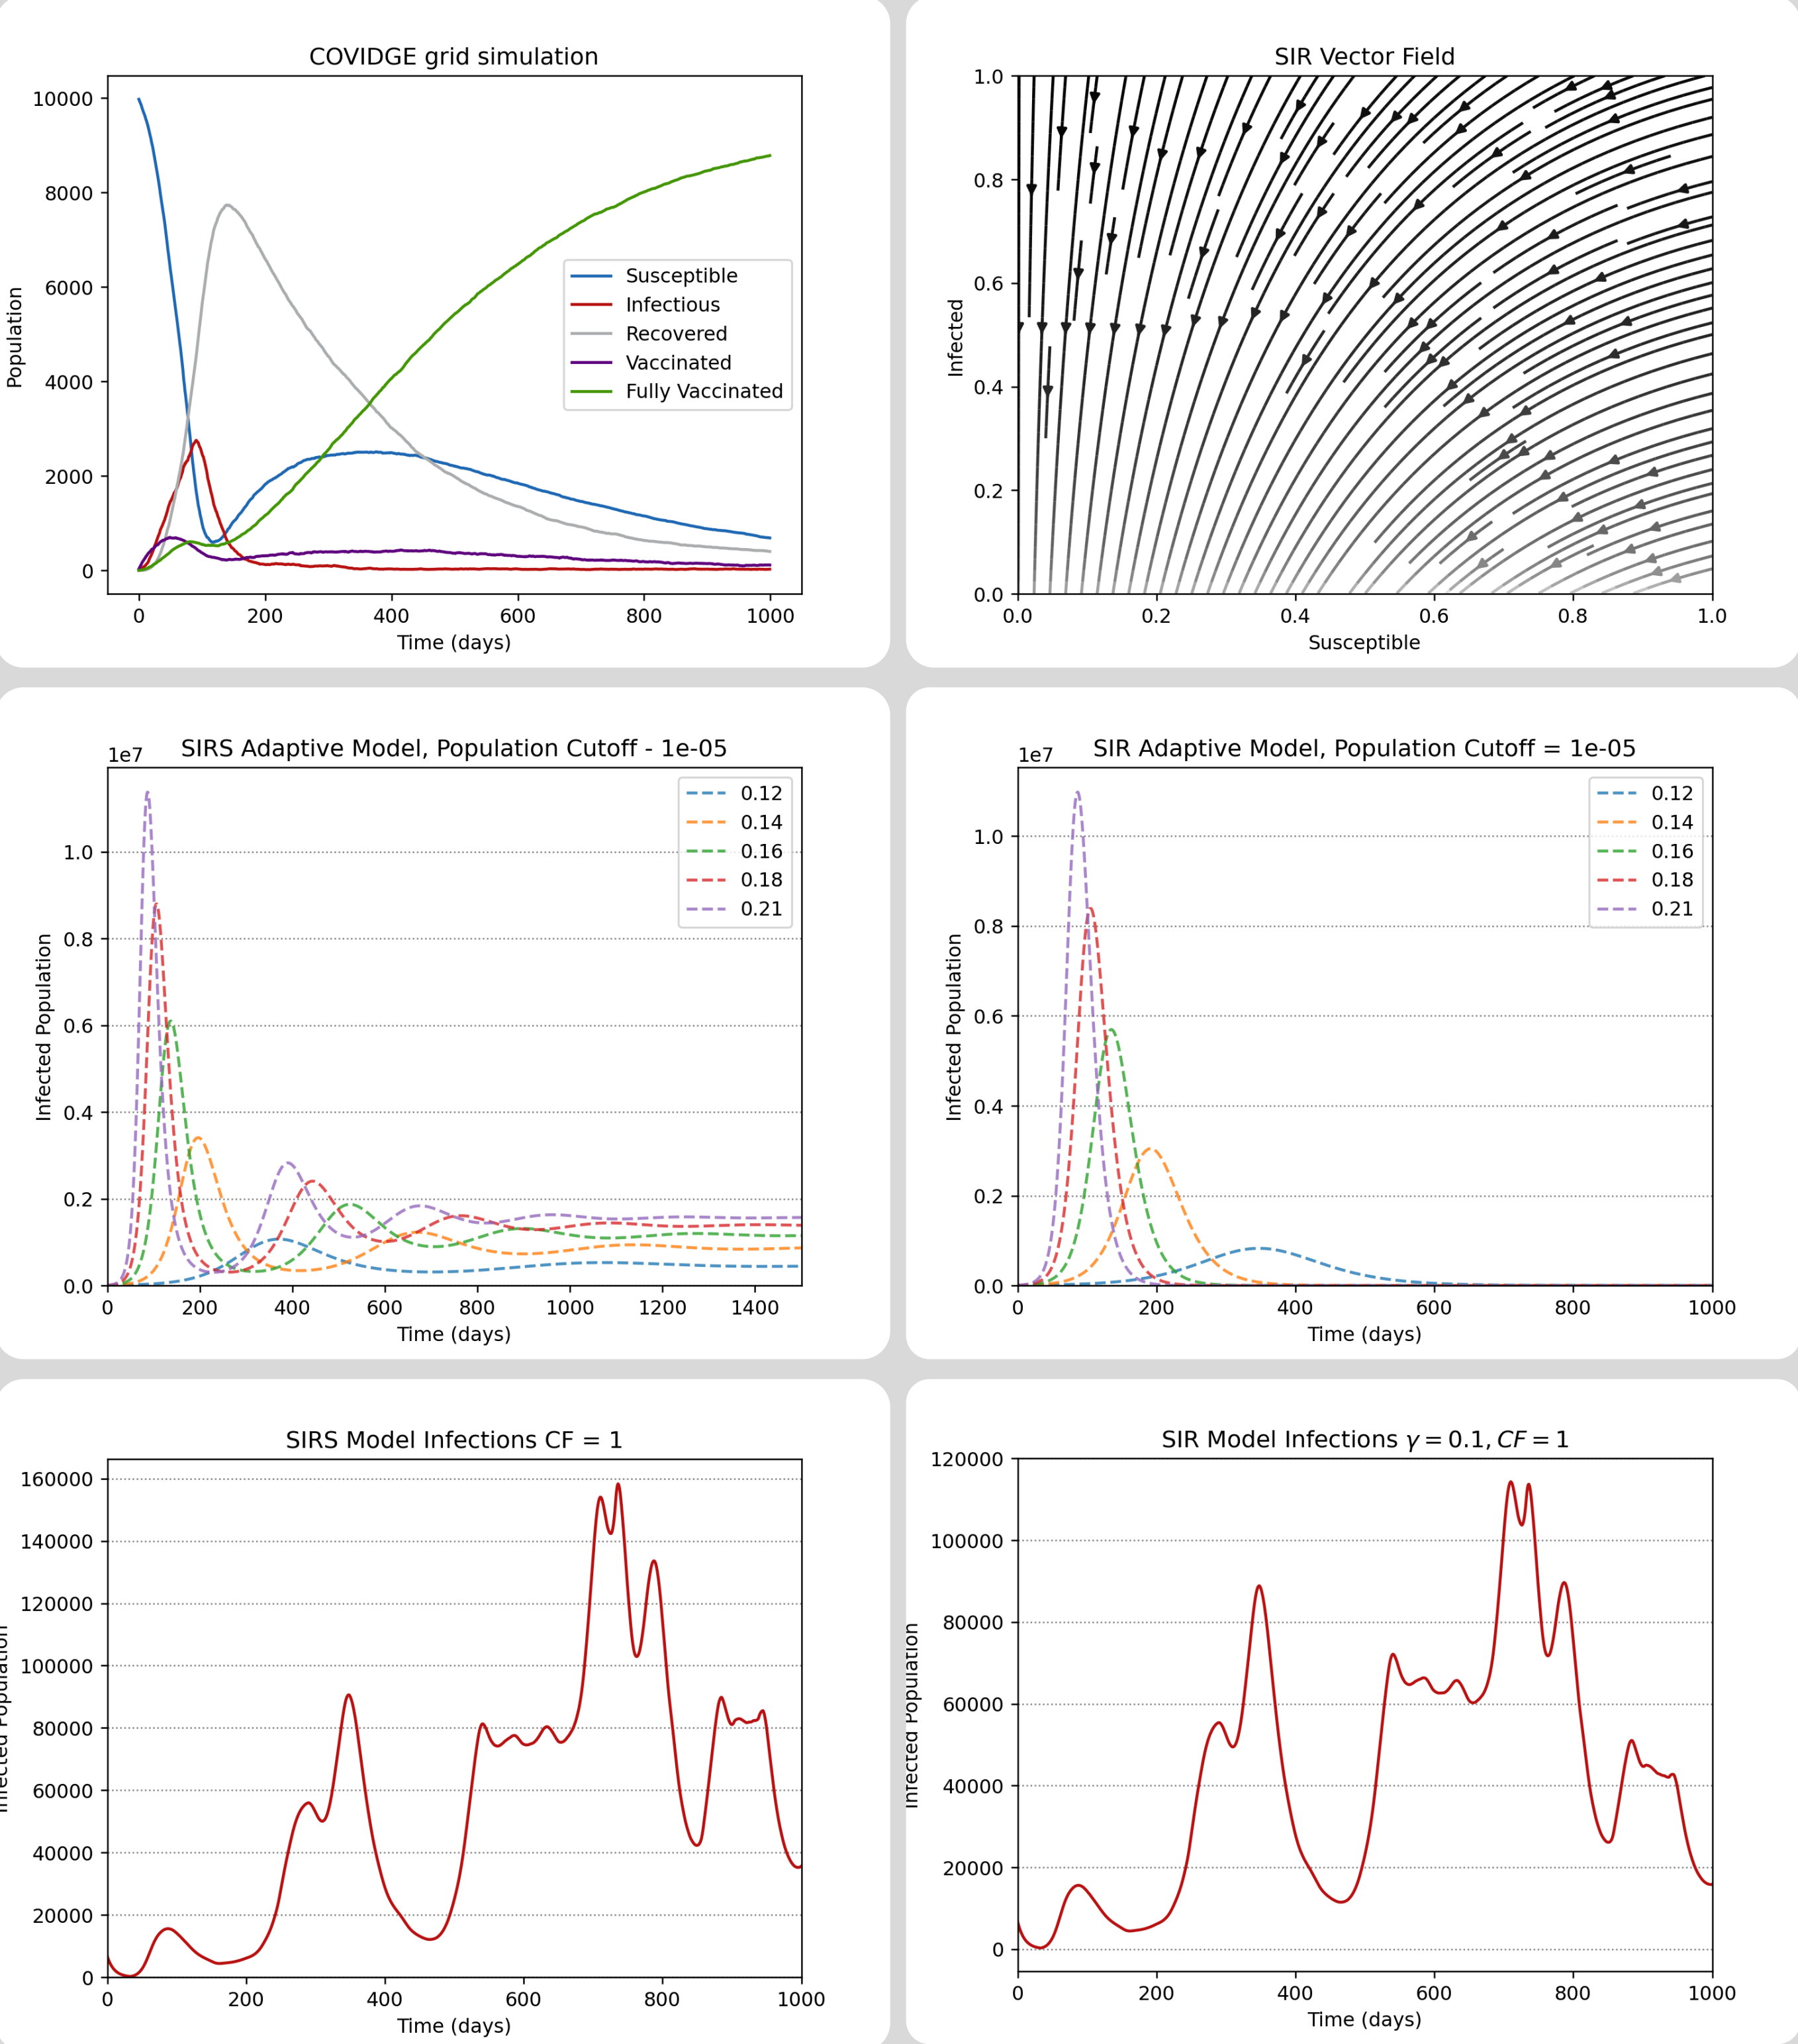 COVIDGE grid simulation
10000
8000
6000
4000
2000
0
Population
Susceptible
Infectious
Recovered
Vaccinated
Fully Vaccinated
0 200 400 600 800 1000
Time (days)
SIR Vector Field
1.0
0.8
0.6
0.4
0.2
0.0
Infected
0.0 0.2 0.4 0.6 0.8 1.0
Susceptible
SIRS Adaptive Model, Population Cutoff - 1e-05
1e7
1.0
0.8
0.6
0.4
0.2
0.0
Infected Population
0.12
0.14
0.16
0.18
0.21
0 200 400 600 800 1000 1200 1400
Time (days)
SIR Adaptive Model, Population Cutoff = 1e-05
1e7
1.0
0.8
0.6
0.4
0.2
0.0
Infected Population
0.12
0.14
0.16
0.18
0.21
0 200 400 600 800 1000
Time (days)
SIRS Model Infections CF = 1
160000
140000
120000
100000
80000
60000
40000
20000
0
Infected Population
0 200 400 600 800 1000
Time (days)
SIR Model Infections γ = 0.1, CF = 1
120000
100000
80000
60000
40000
20000
0
Infected Population
0 200 400 600 800 1000
Time (days)